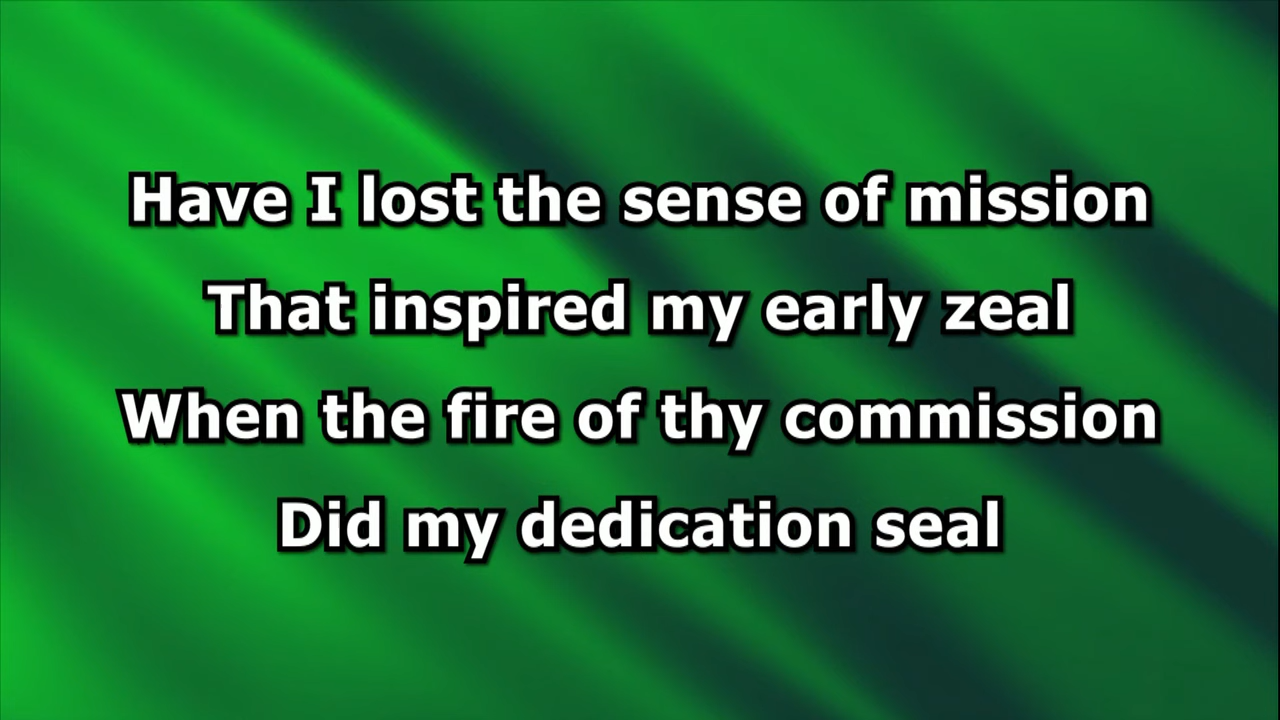 Have I lost the sense of mission
That inspired my early zeal
When the fire of thy commission
Did my dedication seal